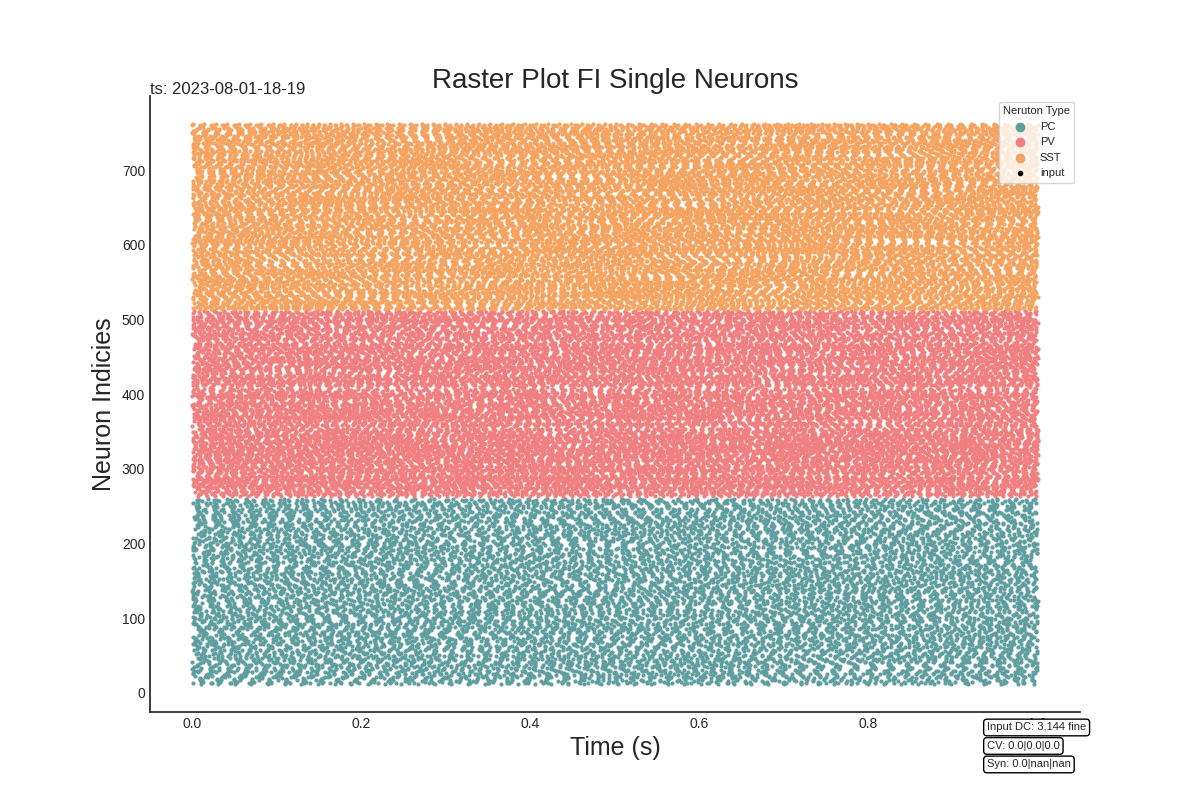 Raster Plot FI Single Neurons
ts: 2023-08-01-18-19
Neruton Type
PC
PV
SST
input
Neuron Indicies
700
600
500
400
300
200
100
0
0.0 0.2 0.4 0.6 0.8
Time (s)
Input DC: 3,144 fine
CV: 0.0|0.0|0.0
Syn: 0.0|nan|nan